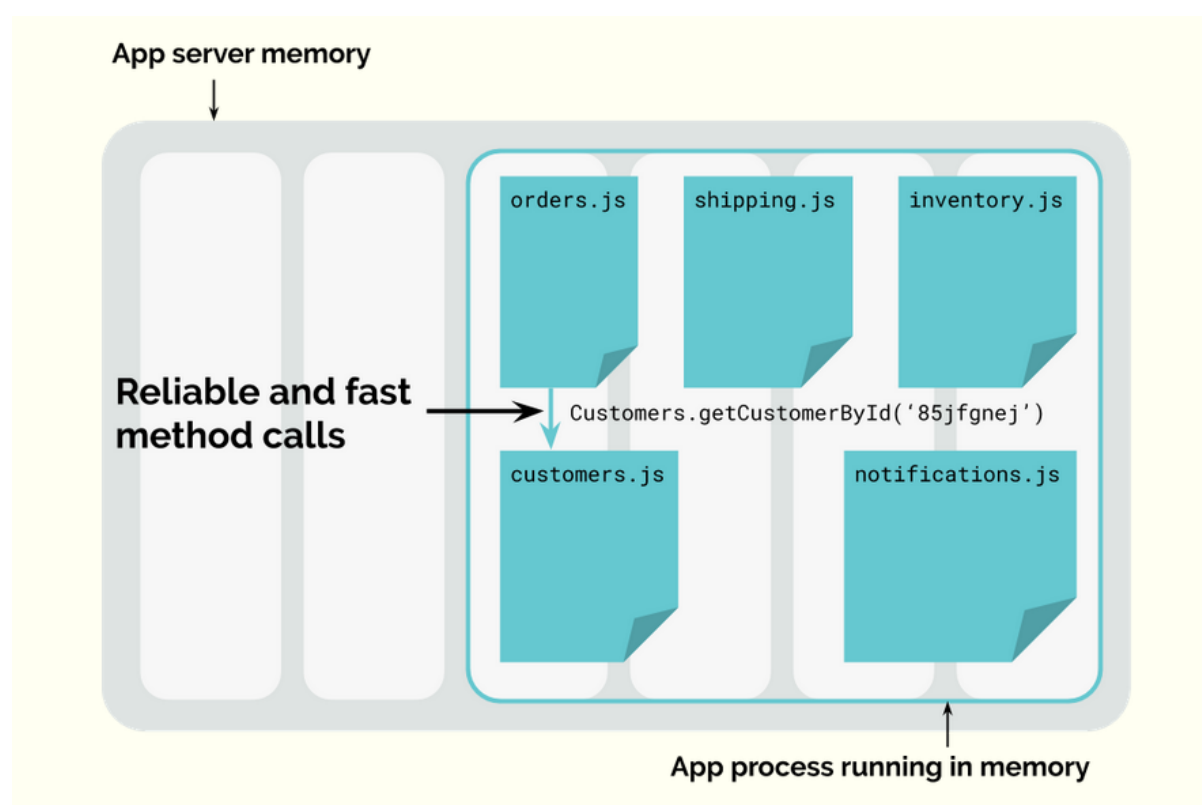 App server memory
orders.js
shipping.js
inventory.js
Reliable and fast
method calls
Customers.getCustomerById(‘85jfgnej’)
customers.js
notifications.js
App process running in memory